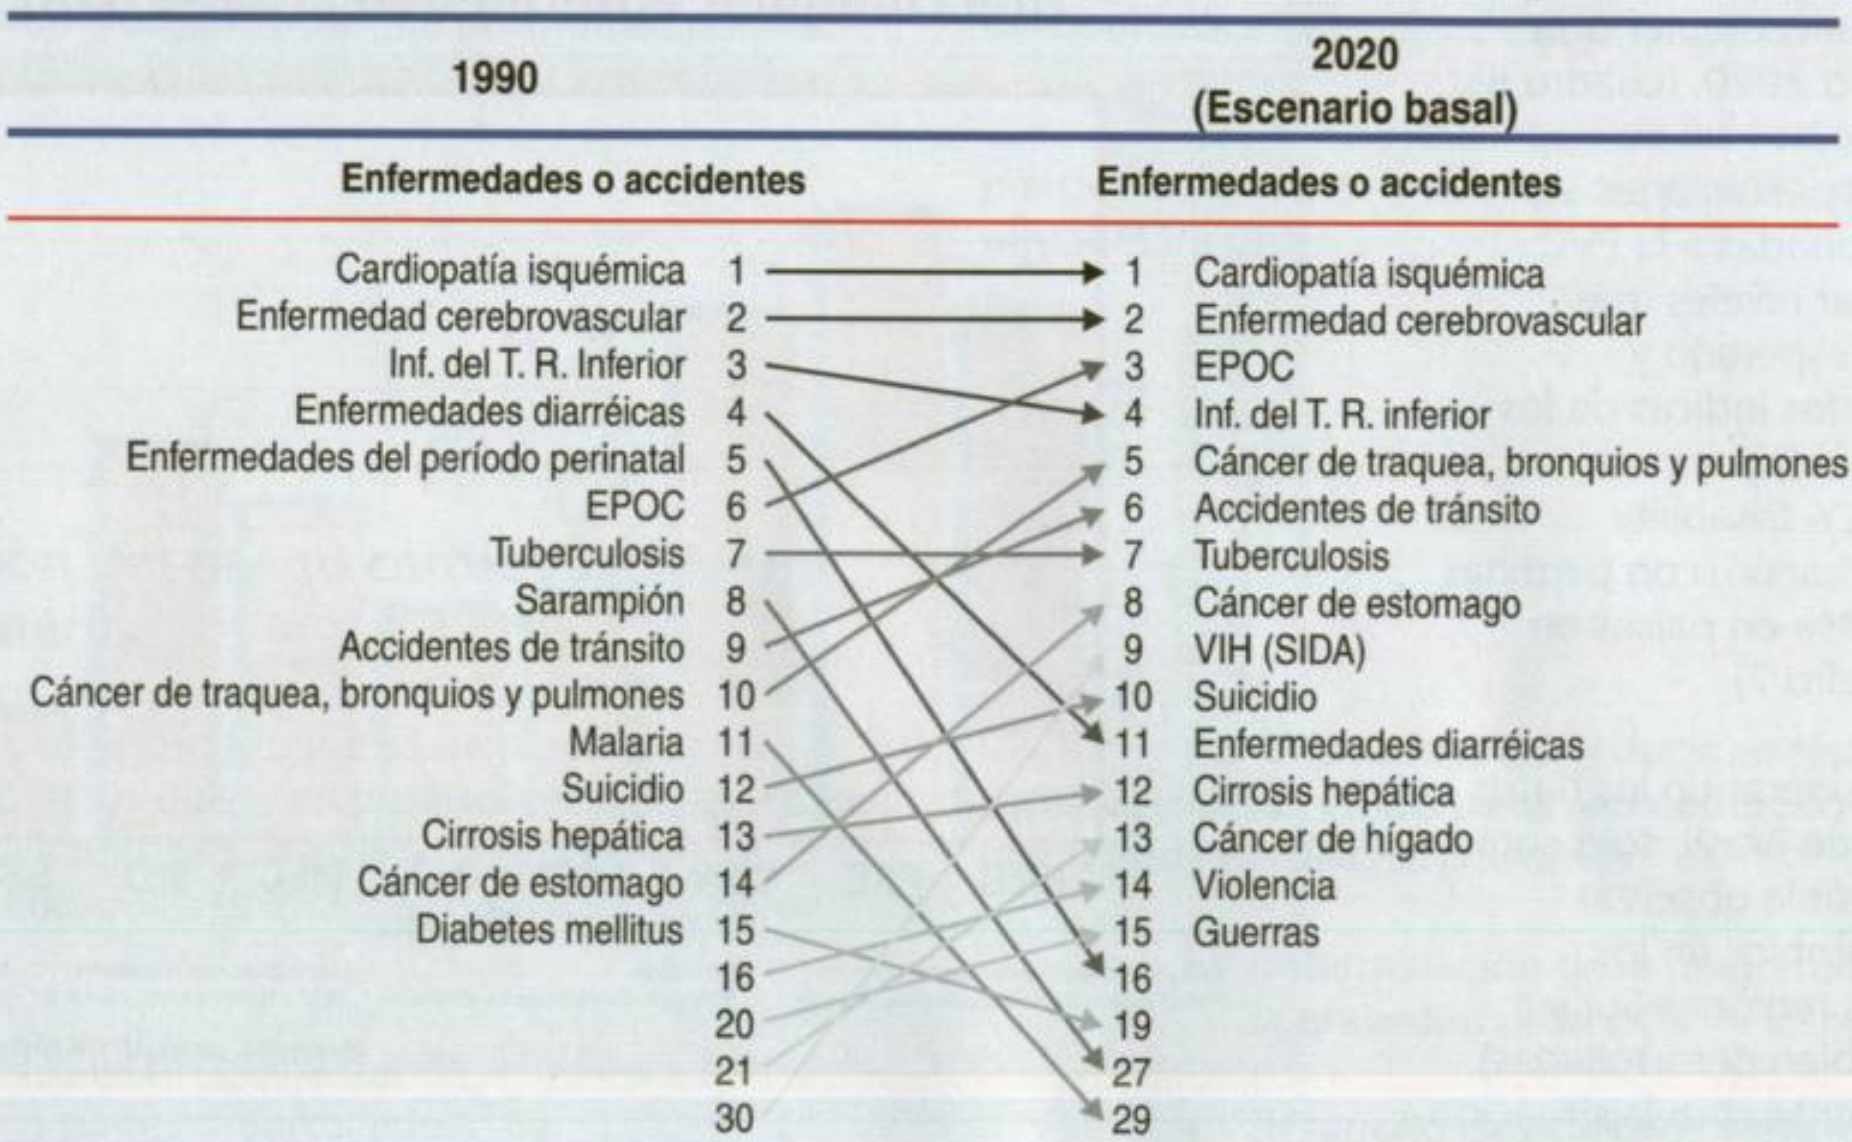 1990
2020
(Escenario basal)
Enfermedades o accidentes
Enfermedades o accidentes
Cardiopatía isquémica 1
1 Cardiopatía isquémica
Enfermedad cerebrovascular 2
2 Enfermedad cerebrovascular
Inf. del T. R. Inferior 3
3 EPOC
Enfermedades diarréicas 4
4 Inf. del T. R. inferior
Enfermedades del período perinatal 5
5 Cáncer de traquea, bronquios y pulmones
EPOC 6
6 Accidentes de tránsito
Tuberculosis 7
7 Tuberculosis
Sarampión 8
8 Cáncer de estomago
Accidentes de tránsito 9
9 VIH (SIDA)
Cáncer de traquea, bronquios y pulmones 10
10 Suicidio
Malaria 11
11 Enfermedades diarréicas
Suicidio 12
12 Cirrosis hepática
Cirrosis hepática 13
13 Cáncer de hígado
Cáncer de estomago 14
14 Violencia
Diabetes mellitus 15
15 Guerras
16
16
20
19
21
27
30
29